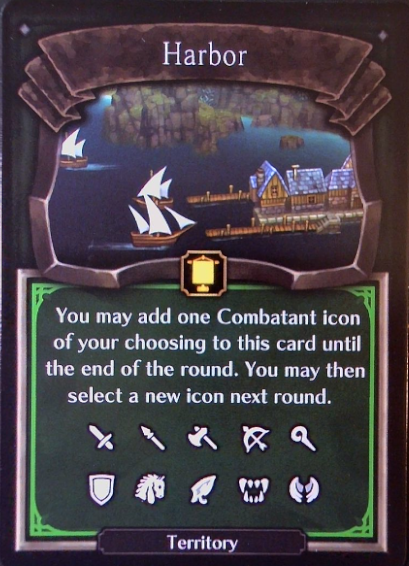 Harbor
You may add one Combatant icon
of your choosing to this card until
the end of the round. You may then
select a new icon next round.
Territory